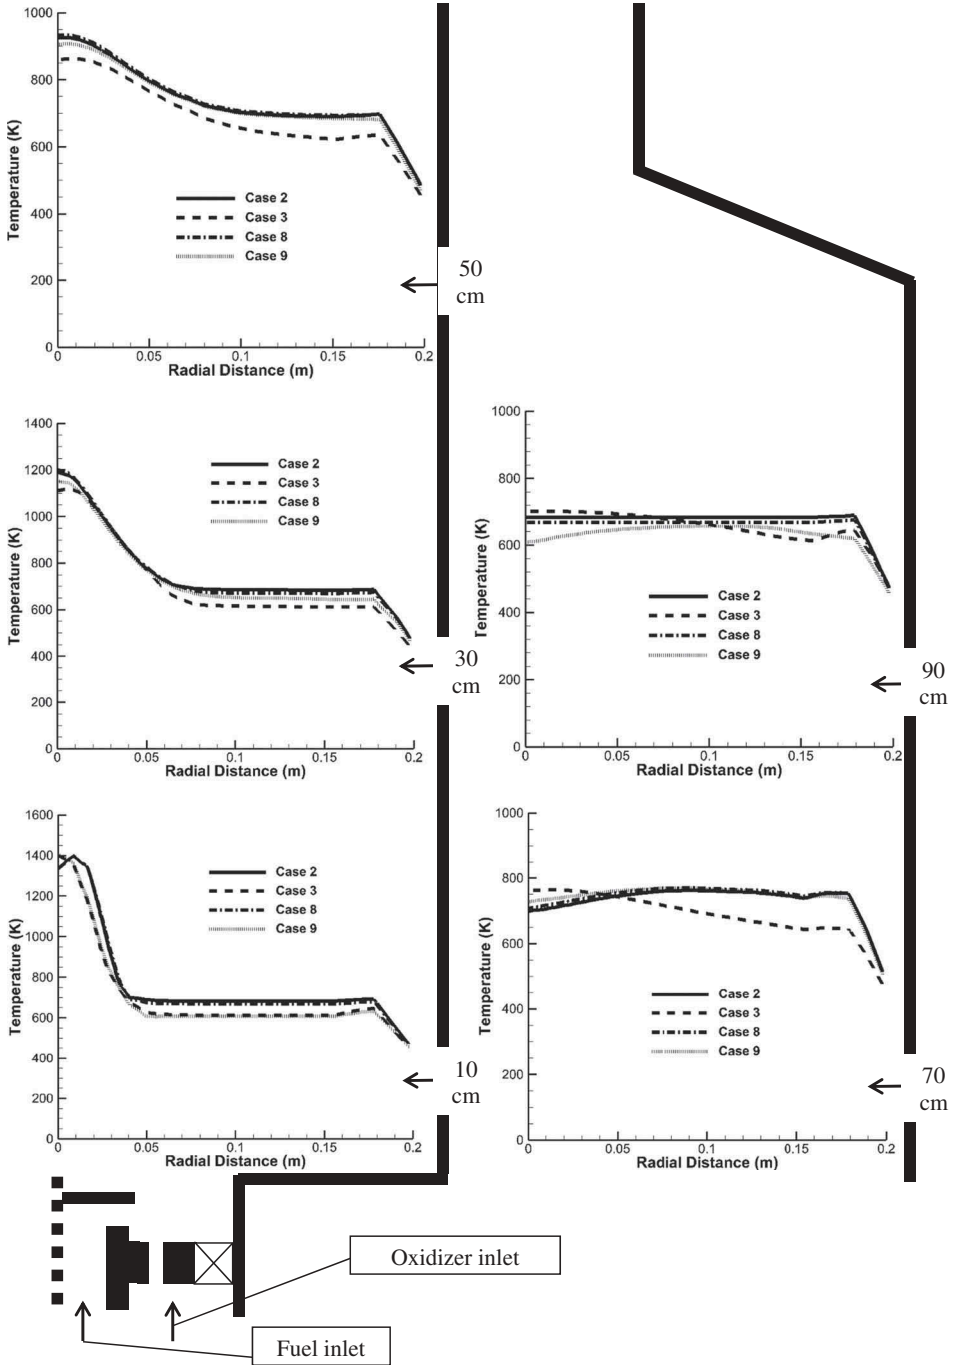 1000
800
600
400
200
0
Temperature (K)
Case 2
Case 3
Case 8
Case 9
0 0.05 0.1 0.15 0.2
Radial Distance (m)
50
cm
1400
1200
1000
800
600
400
200
0
Temperature (K)
Case 2
Case 3
Case 8
Case 9
0 0.05 0.1 0.15 0.2
Radial Distance (m)
30
cm
1000
800
600
400
200
0
Temperature (K)
Case 2
Case 3
Case 8
Case 9
0 0.05 0.1 0.15 0.2
Radial Distance (m)
90
cm
1600
1400
1200
1000
800
600
400
200
0
Temperature (K)
Case 2
Case 3
Case 8
Case 9
0 0.05 0.1 0.15 0.2
Radial Distance (m)
10
cm
1000
800
600
400
200
0
Temperature (K)
Case 2
Case 3
Case 8
Case 9
0 0.05 0.1 0.15 0.2
Radial Distance (m)
70
cm
Oxidizer inlet
Fuel inlet